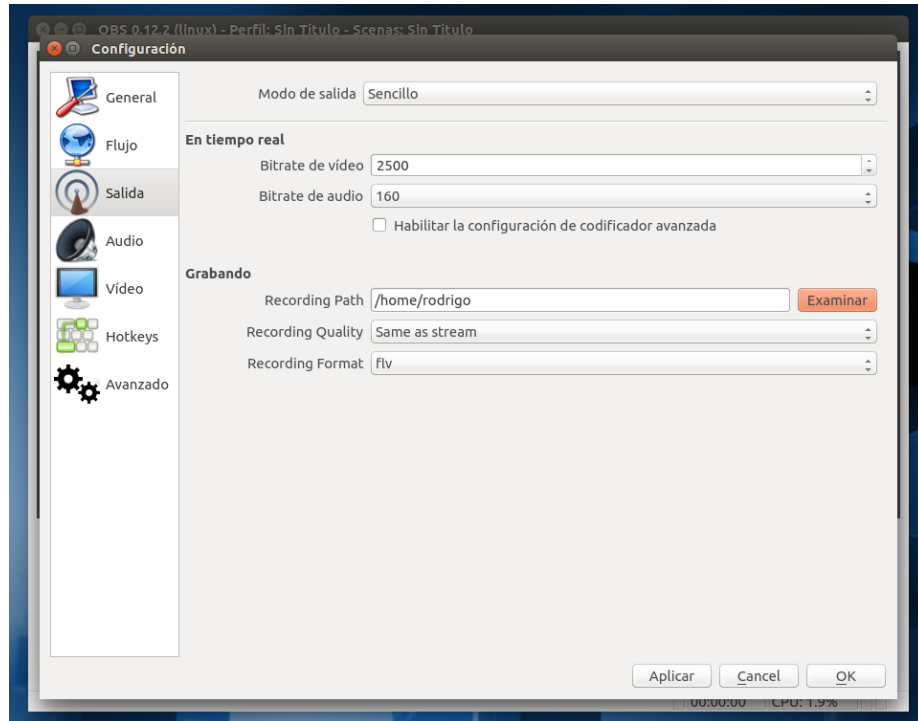 OBS 0.12.2 (linux) - Perfil: Sin Título - Scenas: Sin Título
Configuración
General
Flujo
Salida
Audio
Vídeo
Hotkeys
Avanzado
Modo de salida Sencillo
En tiempo real
Bitrate de vídeo 2500
Bitrate de audio 160
Habilitar la configuración de codificador avanzada
Grabando
Recording Path /home/rodrigo Examinar
Recording Quality Same as stream
Recording Format flv
Aplicar Cancel OK
00:00:00 CPU: 1.9%